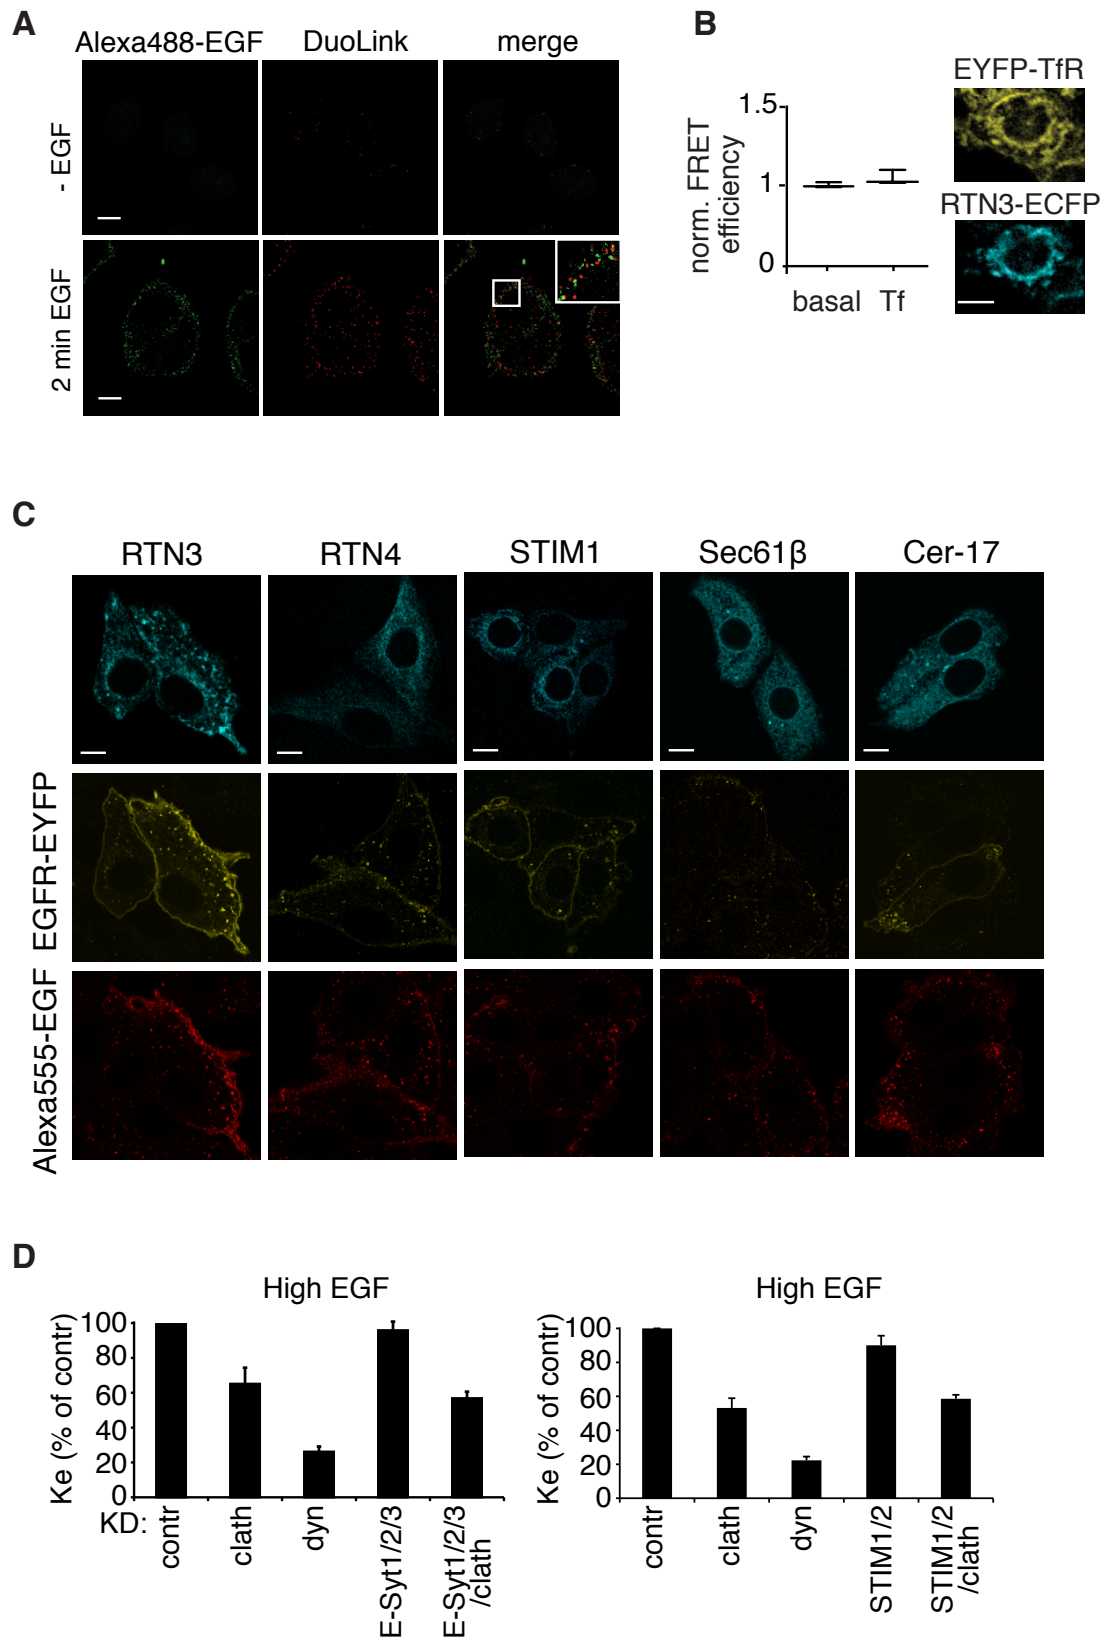 A
Alexa488-EGF DuoLink merge
- EGF
2 min EGF
B
norm. FRET
efficiency
1.5
1
0
basal Tf
EYFP-TfR
RTN3-ECFP
C
RTN3 RTN4 STIM1 Sec61β Cer-17
EGFR-EYFP
Alexa555-EGF
D
High EGF
Ke (% of contr)
100
80
60
40
20
0
KD:
contr
clath
dyn
E-Syt1/2/3
E-Syt1/2/3
/clath
High EGF
Ke (% of contr)
100
80
60
40
20
0
contr
clath
dyn
STIM1/2
STIM1/2
/clath